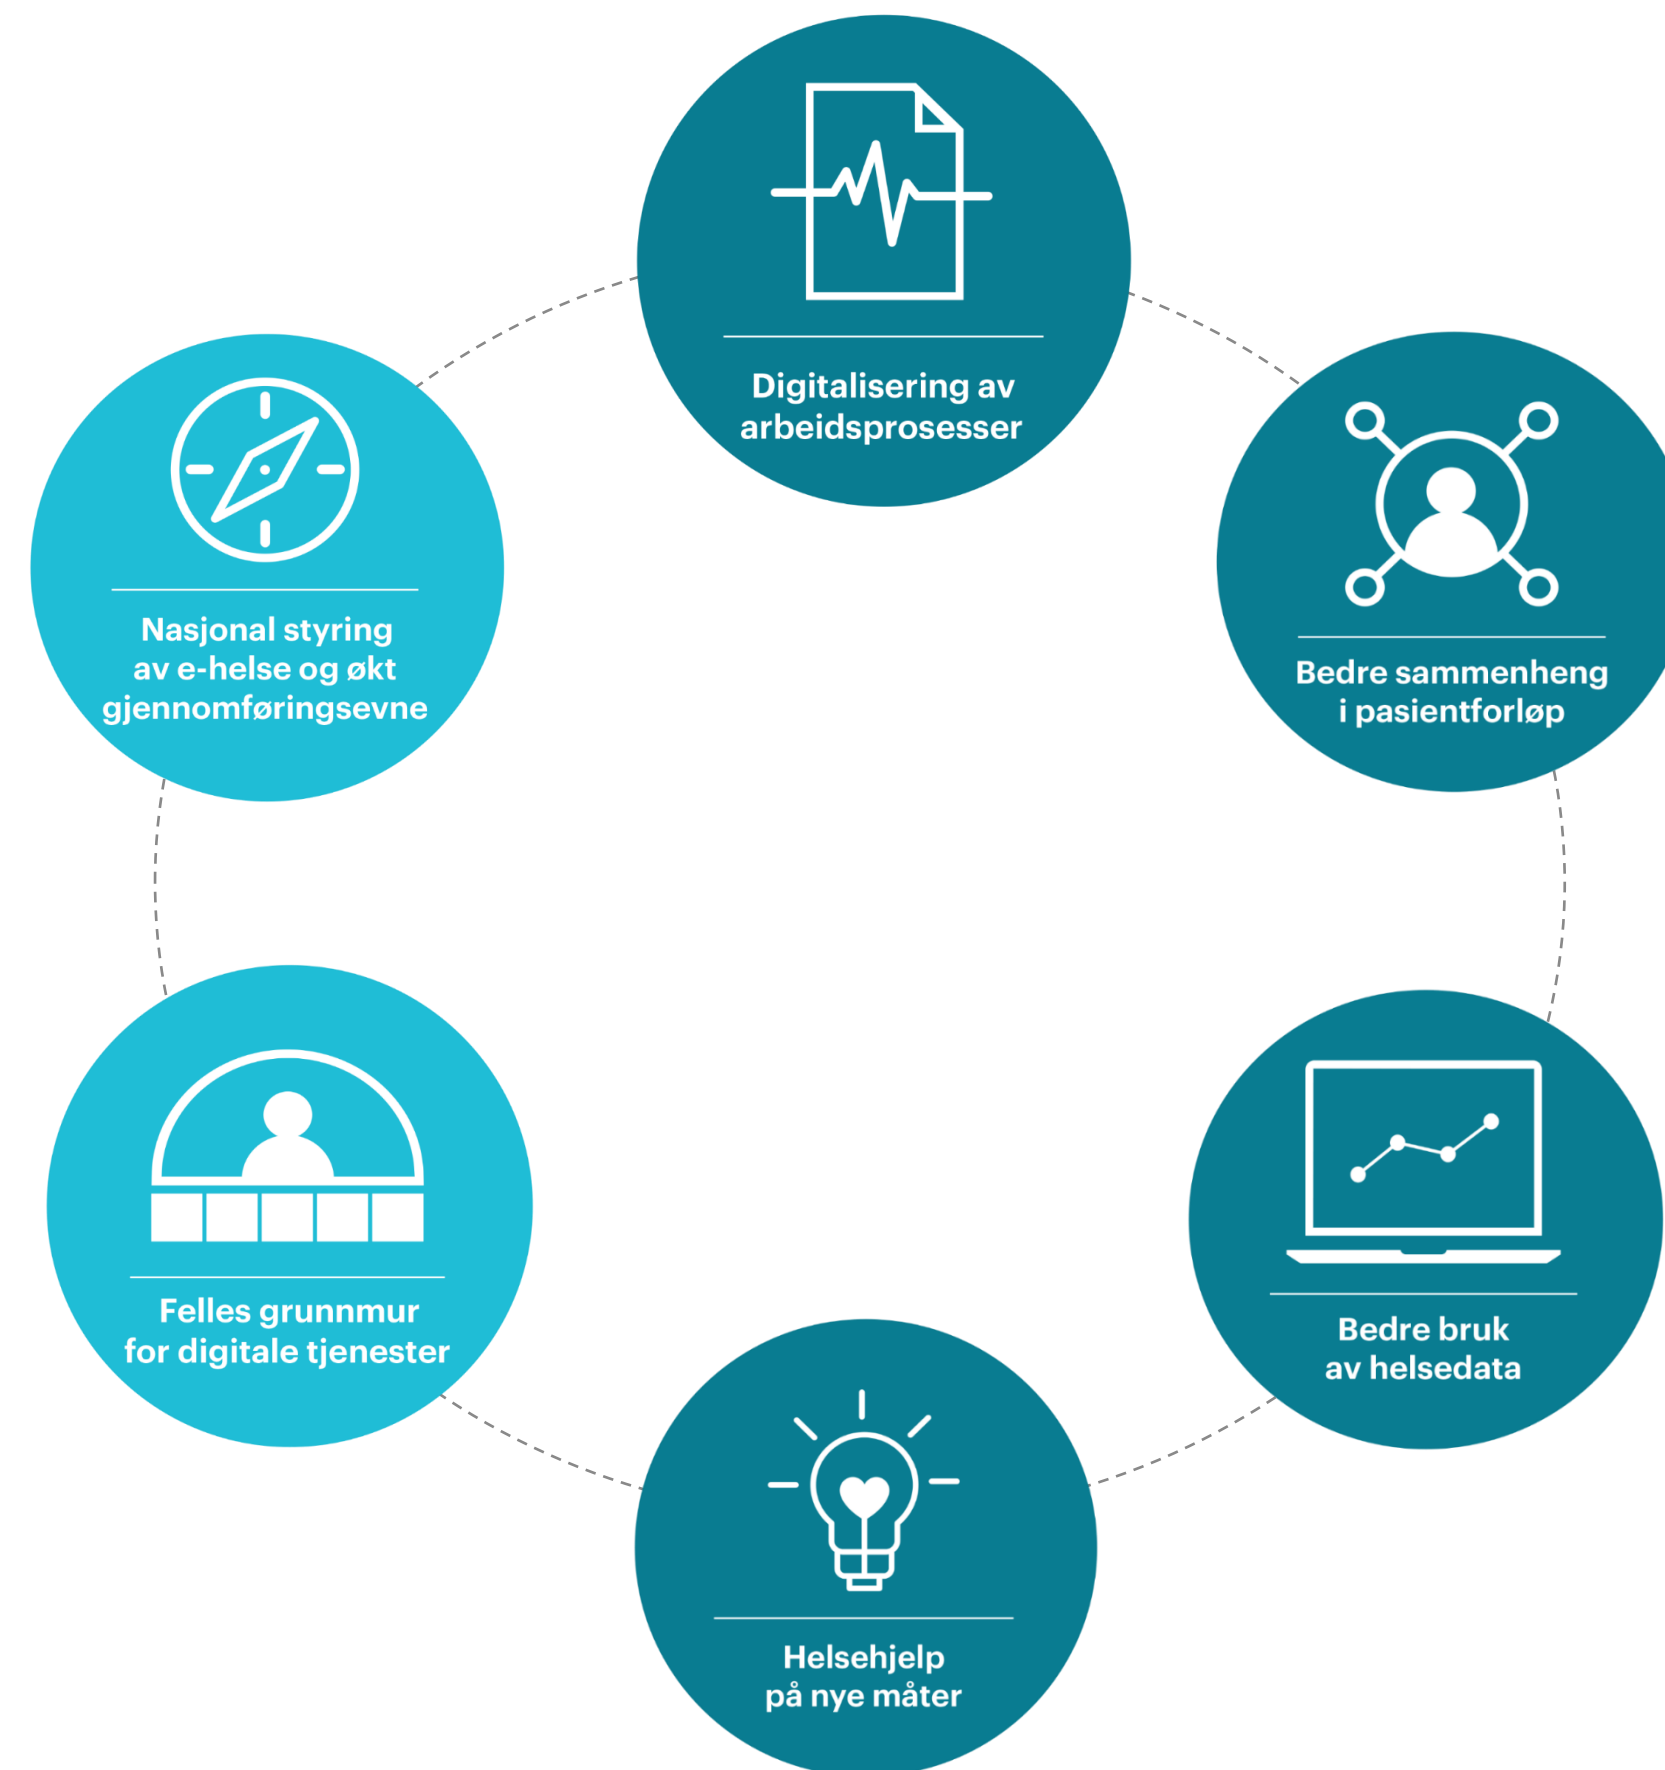 Digitalisering av
arbeidsprosesser
Bedre sammenheng
i pasientforløp
Bedre bruk
av helsedata
Helsehjelp
på nye måter
Felles grunnmur
for digitale tjenester
Nasjonal styring
av e-helse og økt
gjennomføringsevne